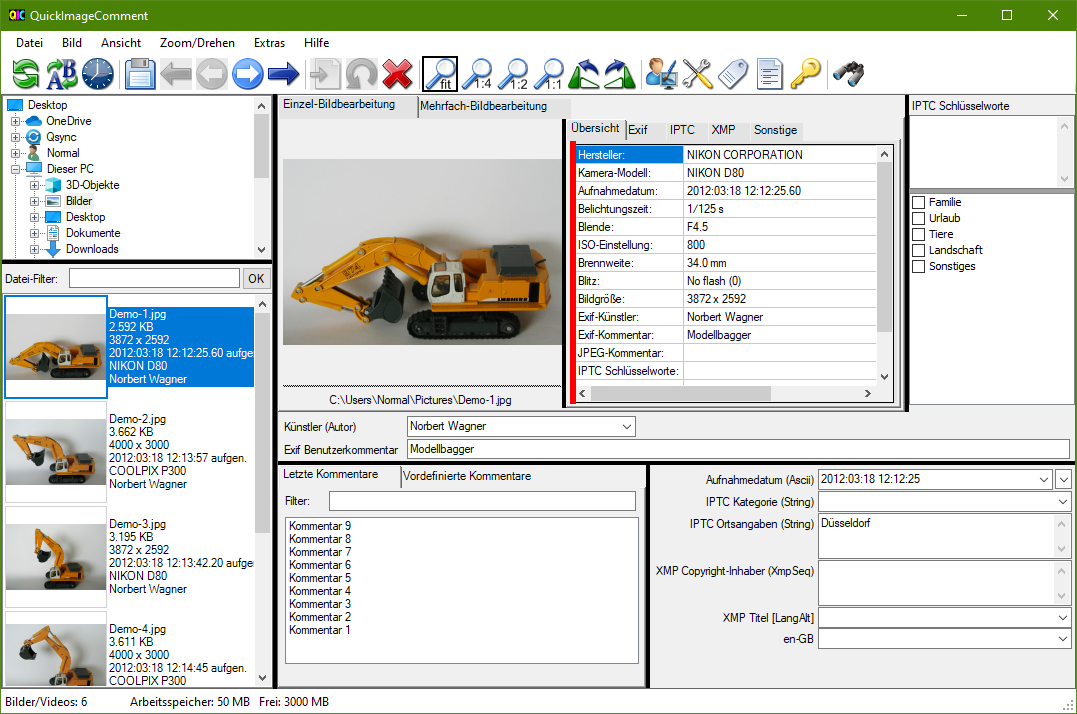 QuickImageComment
Datei Bild Ansicht Zoom/Drehen Extras Hilfe
fit 1:4 1:2 1:1
Desktop
OneDrive
Qsync
Normal
Dieser PC
3D-Objekte
Bilder
Desktop
Dokumente
Downloads
Datei-Filter: OK
Demo-1.jpg
2.592 KB
3872 x 2592
2012:03:18 12:12:25.60 aufge
NIKON D80
Norbert Wagner
Demo-2.jpg
3.662 KB
4000 x 3000
2012:03:18 12:13:57 aufgen.
COOLPIX P300
Norbert Wagner
Demo-3.jpg
3.195 KB
3872 x 2592
2012:03:18 12:13:42.20 aufge
NIKON D80
Norbert Wagner
Demo-4.jpg
3.611 KB
4000 x 3000
2012:03:18 12:14:45 aufgen.
COOLPIX P300
Einzel-Bildbearbeitung Mehrfach-Bildbearbeitung
974
LIEBHERR
C:\Users\Normal\Pictures\Demo-1.jpg
Übersicht Exif IPTC XMP Sonstige
Hersteller: NIKON CORPORATION
Kamera-Modell: NIKON D80
Aufnahmedatum: 2012:03:18 12:12:25.60
Belichtungszeit: 1/125 s
Blende: F4.5
ISO-Einstellung: 800
Brennweite: 34.0 mm
Blitz: No flash (0)
Bildgröße: 3872 x 2592
Exif-Künstler: Norbert Wagner
Exif-Kommentar: Modellbagger
JPEG-Kommentar:
IPTC Schlüsselworte:
IPTC Schlüsselworte
Familie
Urlaub
Tiere
Landschaft
Sonstiges
Künstler (Autor) Norbert Wagner
Exif Benutzerkommentar Modellbagger
Letzte Kommentare Vordefinierte Kommentare
Filter:
Kommentar 9
Kommentar 8
Kommentar 7
Kommentar 6
Kommentar 5
Kommentar 4
Kommentar 3
Kommentar 2
Kommentar 1
Aufnahmedatum (Ascii) 2012:03:18 12:12:25
IPTC Kategorie (String)
IPTC Ortsangaben (String) Düsseldorf
XMP Copyright-Inhaber (XmpSeq)
XMP Titel [LangAlt]
en-GB
Bilder/Videos: 6 Arbeitsspeicher: 50 MB Frei: 3000 MB